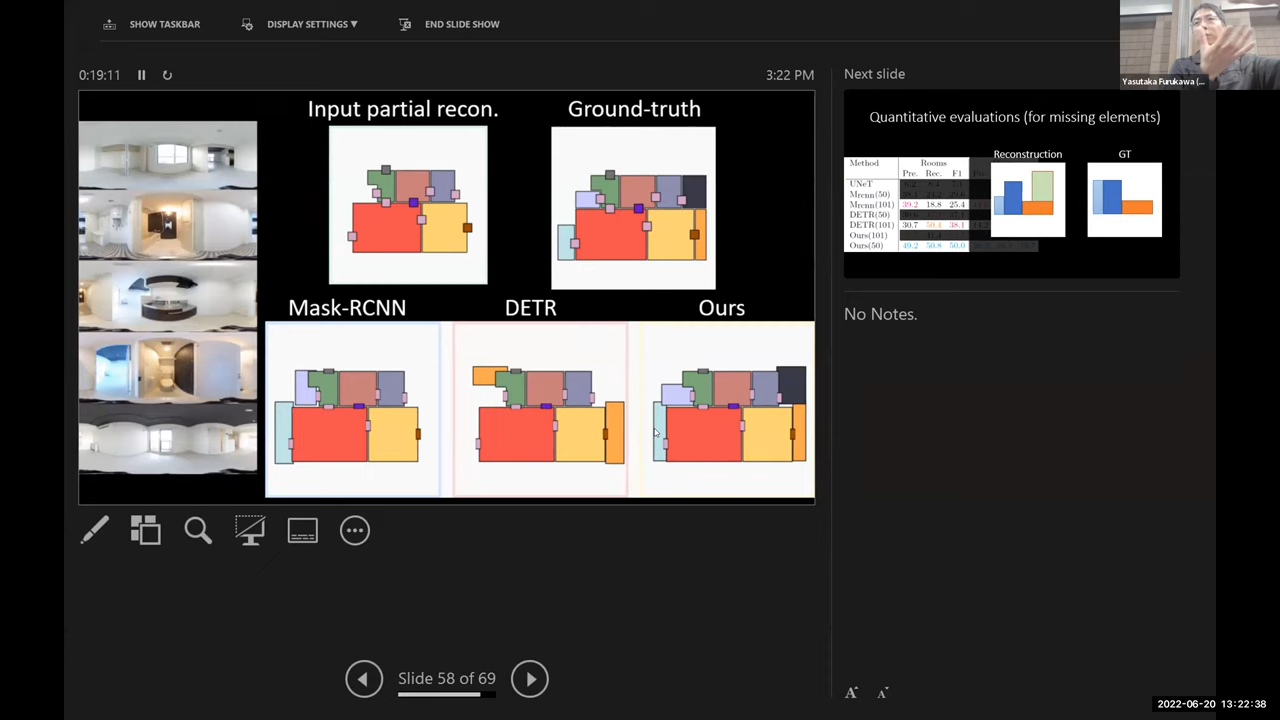 SHOW TASKBAR
DISPLAY SETTINGS ▼
END SLIDE SHOW
0:19:11
3:22 PM
Next slide
Yasutaka Furukawa (...
Input partial recon.
Ground-truth
Mask-RCNN
DETR
Ours
Quantitative evaluations (for missing elements)
Reconstruction
GT
Method
Rooms
Pre. Rec. F1
UNeT
Mrcnn(50)
Mrcnn(101) 39.2 18.8 25.4
DETR(50)
DETR(101) 30.7 50.4 38.1
Ours(101)
Ours(50) 49.2 50.8 50.0
No Notes.
Slide 58 of 69
A A
2022-06-20 13:22:38